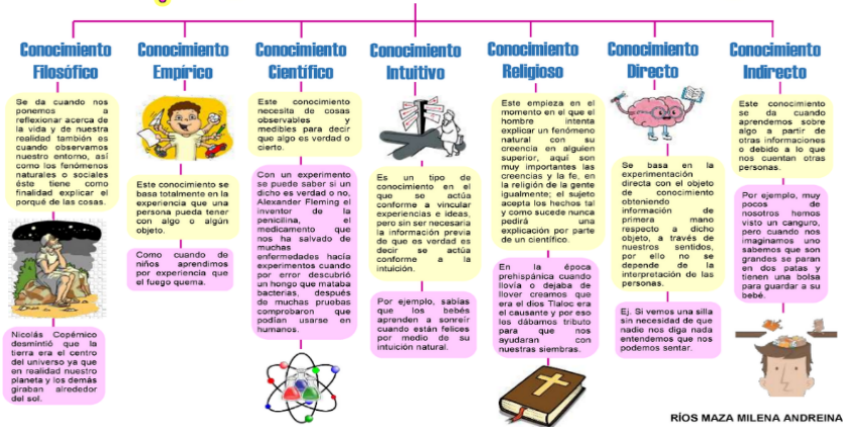 Conocimiento
Filosófico
Se da cuando nos
ponemos a
reflexionar acerca de
la vida y de nuestra
realidad también es
cuando observamos
nuestro entorno, así
como los fenómenos
naturales o sociales
éste tiene como
finalidad explicar el
porqué de las cosas.
Nicolás Copérnico
desmintió que la
tierra era el centro
del universo ya que
en realidad nuestro
planeta y los demás
giraban alrededor
del sol.
Conocimiento
Empírico
Este conocimiento se
basa totalmente en la
experiencia que una
persona pueda tener
con algo o algún
objeto.
Como cuando de
niños aprendimos
por experiencia que
el fuego quema.
Conocimiento
Científico
Este conocimiento
necesita de cosas
observables y
medibles para decir
que algo es verdad o
cierto.
Con un experimento
se puede saber si un
dicho es verdad o no,
Alexander Fleming el
inventor de la
penicilina, el
medicamento que
nos ha salvado de
muchas
enfermedades hacía
experimentos cuando
por error descubrió
un hongo que mataba
bacterias, después
de muchas pruebas
comprobaron que
podían usarse en
humanos.
Conocimiento
Intuitivo
Es un tipo de
conocimiento en el
que se actúa
conforme a vincular
experiencias e ideas,
pero sin ser necesaria
la información previa
de que es verdad es
decir se actúa
conforme a la
intuición.
Por ejemplo, sabías
que los bebés
aprenden a sonreír
cuando están felices
por medio de su
intuición natural.
Conocimiento
Religioso
Este empieza en el
momento en el que el
hombre intenta
explicar un fenómeno
natural con su
creencia en alguien
superior, aquí son
muy importantes las
creencias y la fe, en
la religión de la gente
igualmente; el sujeto
acepta los hechos tal
y como sucede nunca
pedirá una
explicación por parte
de un científico.
En la época
prehispánica cuando
llovía o dejaba de
llover creamos que
era el dios Tlaloc era
el causante y por eso
les dábamos tributo
para que nos
ayudaran con
nuestras siembras.
Conocimiento
Directo
Se basa en la
experimentación
directa con el objeto
de conocimiento
obteniendo
información de
primera mano
respecto a dicho
objeto, a través de
nuestros sentidos,
por ello no se
depende de la
interpretación de las
personas.
Ej. Si vemos una silla
sin necesidad de que
nadie nos diga nada
entendemos que nos
podemos sentar.
Conocimiento
Indirecto
Este conocimiento
se da cuando
aprendemos sobre
algo a partir de
otras informaciones
o debido a lo que
nos cuentan otras
personas.
Por ejemplo, muy
pocos de
nosotros hemos
visto un canguro,
pero cuando nos
imaginamos uno
sabemos que son
grandes se paran
en dos patas y
tienen una bolsa
para guardar a su
bebé.
RÍOS MAZA MILENA ANDREINA